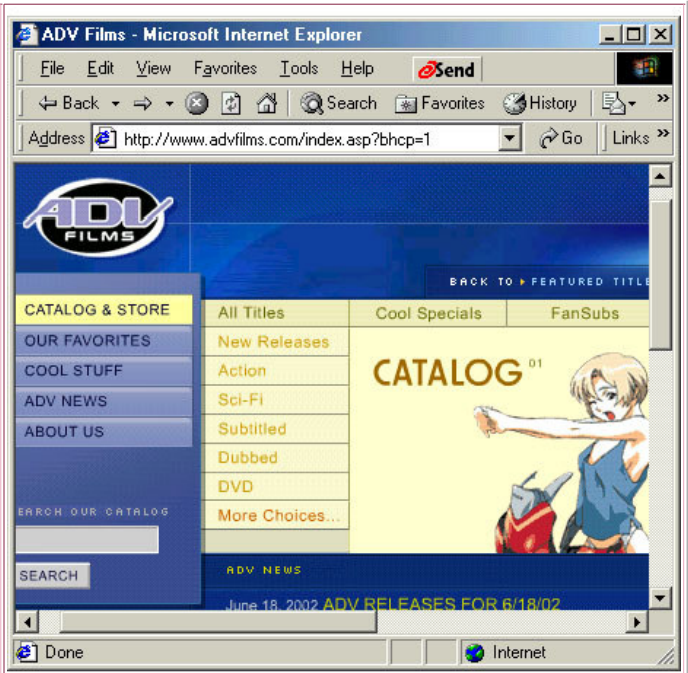 ADV Films - Microsoft Internet Explorer
File Edit View Favorites Tools Help eSend
Back Search Favorites History »
Address http://www.advfilms.com/index.asp?bhcp=1 Go Links »
ADV
FILMS
BACK TO FEATURED TITLE
CATALOG & STORE
OUR FAVORITES
COOL STUFF
ADV NEWS
ABOUT US
EARCH OUR CATALOG
SEARCH
All Titles Cool Specials FanSubs
New Releases
Action
Sci-Fi
Subtitled
Dubbed
DVD
More Choices...
CATALOG 01
ADV NEWS
June 18, 2002 ADV RELEASES FOR 6/18/02
Done Internet